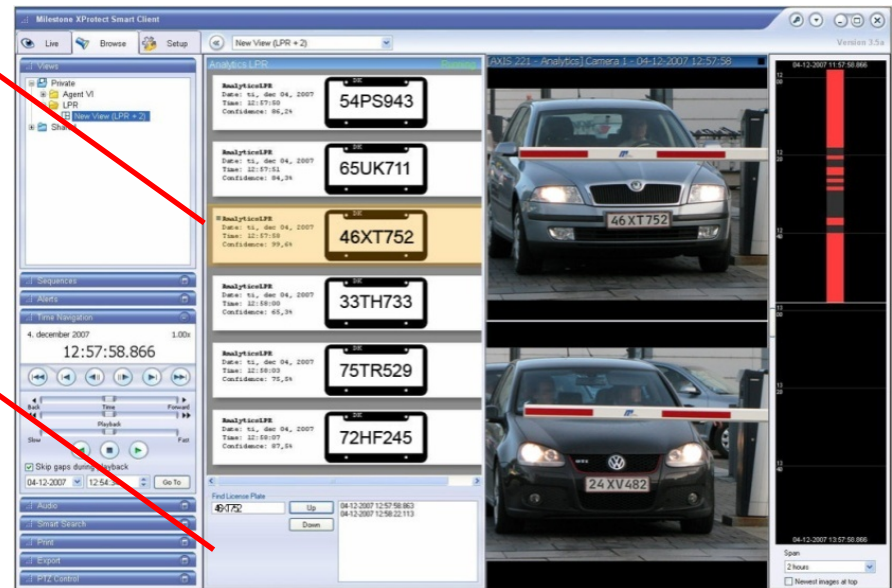 Milestone XProtect Smart Client
Live
Browse
Setup
New View (LPR + 2)
Version 3.5a
Views
Private
Agent VI
LPR
New View (LPR + 2)
Analytics LPR
AnalyticsLPR
Date: ti, dec 04, 2007
Time: 12:57:50
Confidence: 86,2%
DK
54PS943
AnalyticsLPR
Date: ti, dec 04, 2007
Time: 12:57:51
Confidence: 84,3%
DK
65UK711
AnalyticsLPR
Date: ti, dec 04, 2007
Time: 12:57:58
Confidence: 99,6%
DK
46XT752
AnalyticsLPR
Date: ti, dec 04, 2007
Time: 12:58:00
Confidence: 65,3%
DK
33TH733
AnalyticsLPR
Date: ti, dec 04, 2007
Time: 12:58:03
Confidence: 75,5%
DK
75TR529
AnalyticsLPR
Date: ti, dec 04, 2007
Time: 12:58:07
Confidence: 87,5%
DK
72HF245
Find License Plate
46XT752
Up
Down
04-12-2007 12:57:58.863
04-12-2007 12:58:22.113
Sequences
Alerts
Time Navigation
4. december 2007
1.00x
12:57:58.866
Back
Time
Forward
Playback
Slow
Fast
Skip gaps during playback
04-12-2007
Go To
Audio
Smart Search
Print
Export
PTZ Control
[AXIS 221 - Analytics] Camera 1 - 04-12-2007 12:57:58
46 XT 752
24 XV 482
04-12-2007 11:57:58.866
04-12-2007 13:57:58.866
Span
2 hours
Newest images at top